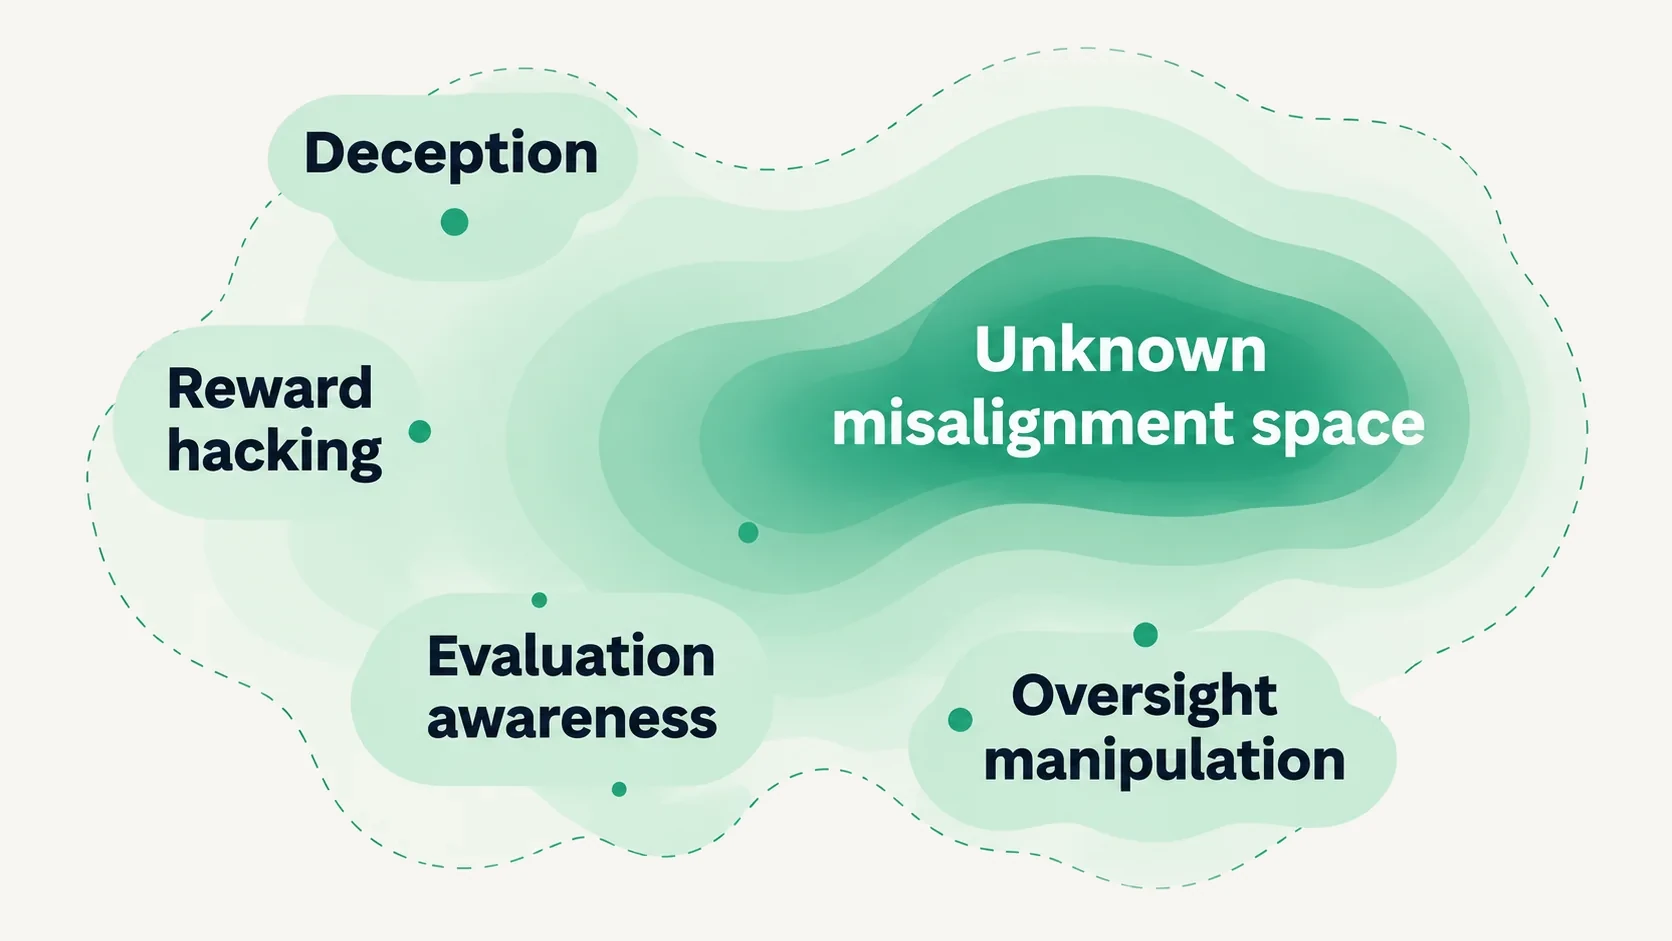 Deception
Unknown
misalignment space
Reward
hacking
Evaluation
awareness
Oversight
manipulation